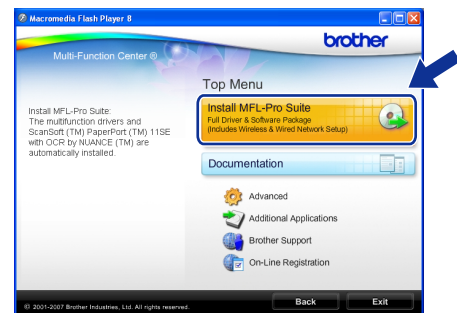 Macromedia Flash Player 8
brother
Multi-Function Center ®
Top Menu
Install MFL-Pro Suite:
The multifunction drivers and
ScanSoft (TM) PaperPort (TM) 11SE
with OCR by NUANCE (TM) are
automatically installed.
Install MFL-Pro Suite
Full Driver & Software Package
(Includes Wireless & Wired Network Setup)
Documentation
Advanced
Additional Applications
Brother Support
On-Line Registration
© 2001-2007 Brother Industries, Ltd. All rights reserved.
Back
Exit